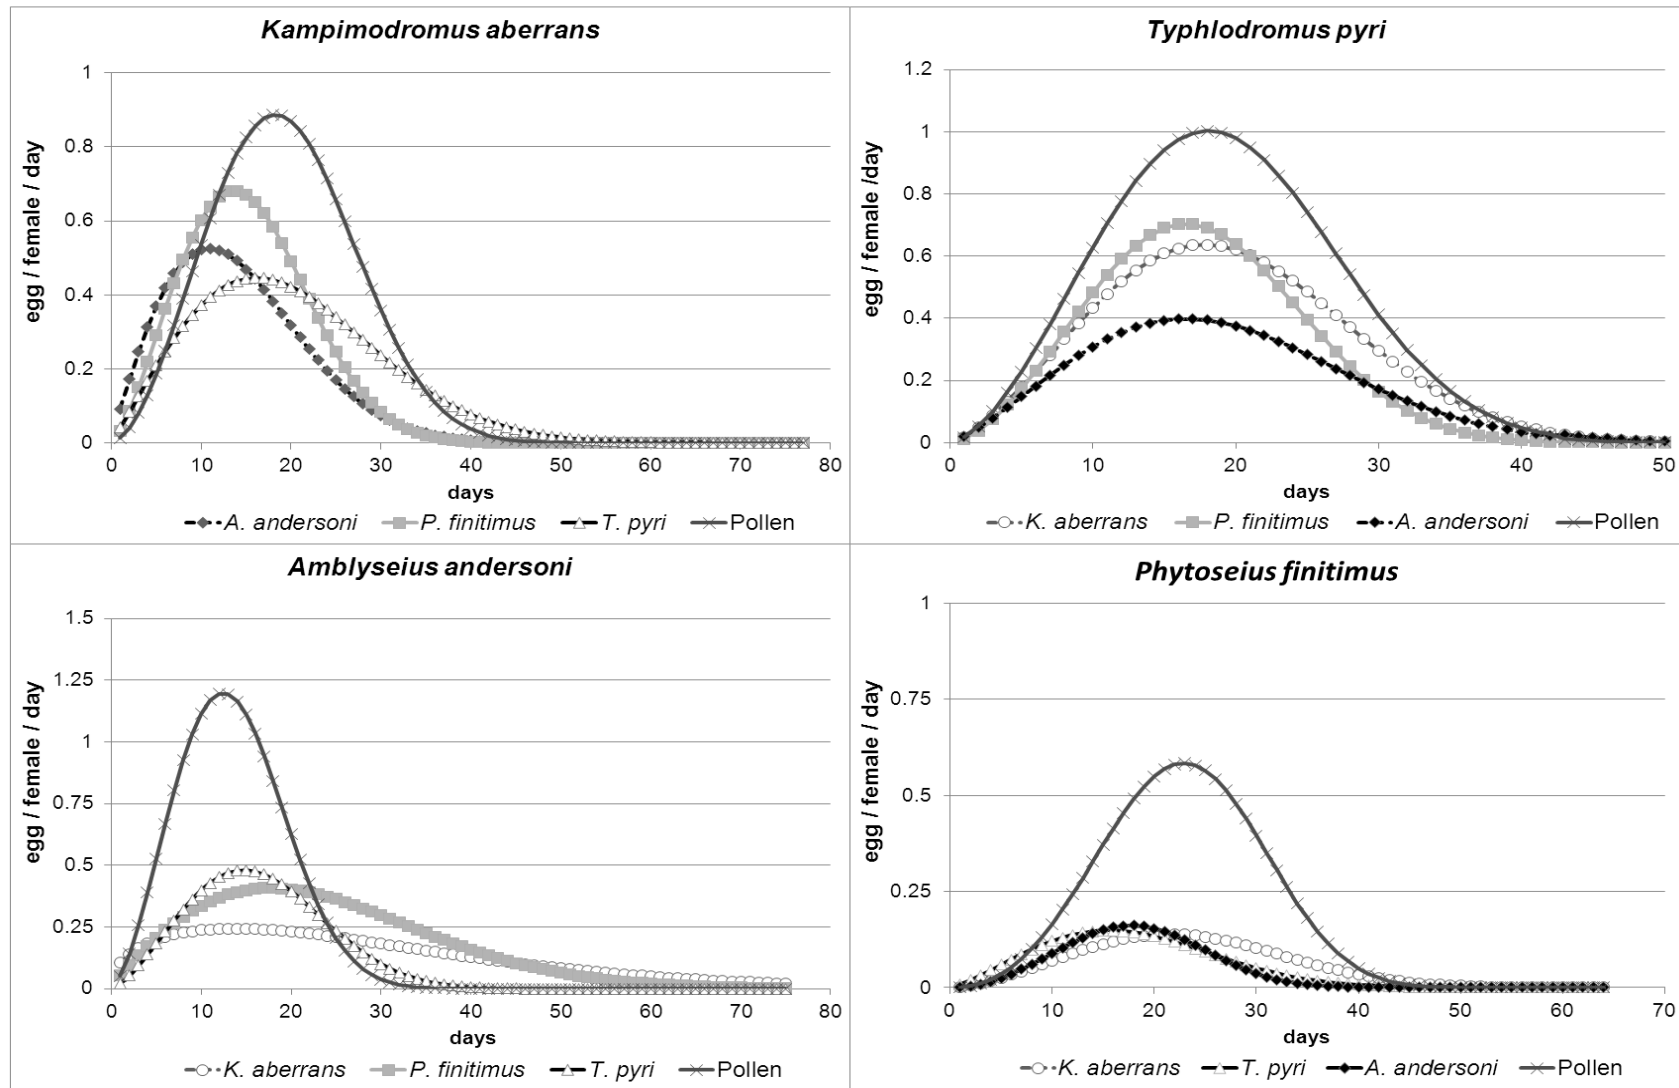 Kampimodromus aberrans
egg / female / day
1
0.8
0.6
0.4
0.2
0
0 10 20 30 40 50 60 70 80
days
A. andersoni P. finitimus T. pyri Pollen
Typhlodromus pyri
egg / female /day
1.2
1
0.8
0.6
0.4
0.2
0
0 10 20 30 40 50
days
K. aberrans P. finitimus A. andersoni Pollen
Amblyseius andersoni
egg / female / day
1.5
1.25
1
0.75
0.5
0.25
0
0 10 20 30 40 50 60 70 80
days
K. aberrans P. finitimus T. pyri Pollen
Phytoseius finitimus
egg / female / day
1
0.75
0.5
0.25
0
0 10 20 30 40 50 60 70
days
K. aberrans T. pyri A. andersoni Pollen